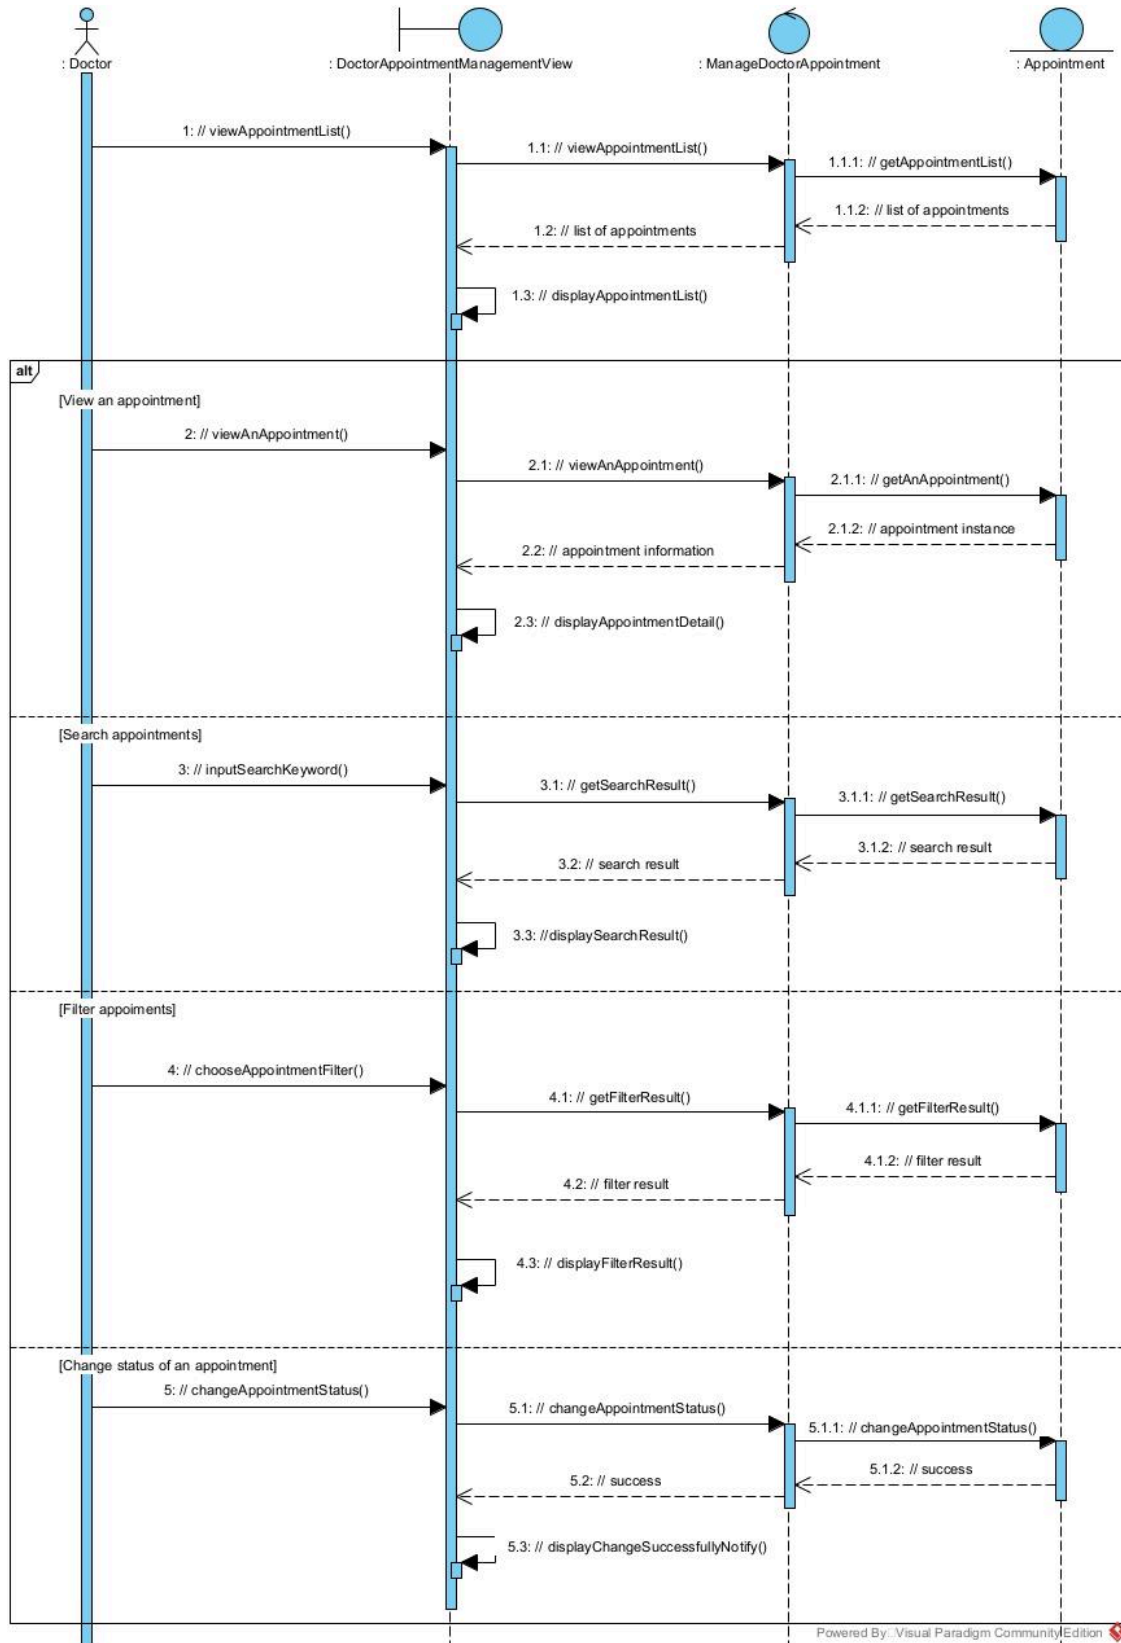 : Doctor
: DoctorAppointmentManagementView
: ManageDoctorAppointment
: Appointment
1: // viewAppointmentList()
1.1: // viewAppointmentList()
1.1.1: // getAppointmentList()
1.1.2: // list of appointments
1.2: // list of appointments
1.3: // displayAppointmentList()
alt
[View an appointment]
2: // viewAnAppointment()
2.1: // viewAnAppointment()
2.1.1: // getAnAppointment()
2.1.2: // appointment instance
2.2: // appointment information
2.3: // displayAppointmentDetail()
[Search appointments]
3: // inputSearchKeyword()
3.1: // getSearchResult()
3.1.1: // getSearchResult()
3.1.2: // search result
3.2: // search result
3.3: //displaySearchResult()
[Filter appoiments]
4: // chooseAppointmentFilter()
4.1: // getFilterResult()
4.1.1: // getFilterResult()
4.1.2: // filter result
4.2: // filter result
4.3: // displayFilterResult()
[Change status of an appointment]
5: // changeAppointmentStatus()
5.1: // changeAppointmentStatus()
5.1.1: // changeAppointmentStatus()
5.1.2: // success
5.2: // success
5.3: // displayChangeSuccessfullyNotify()
Powered By Visual Paradigm Community Edition